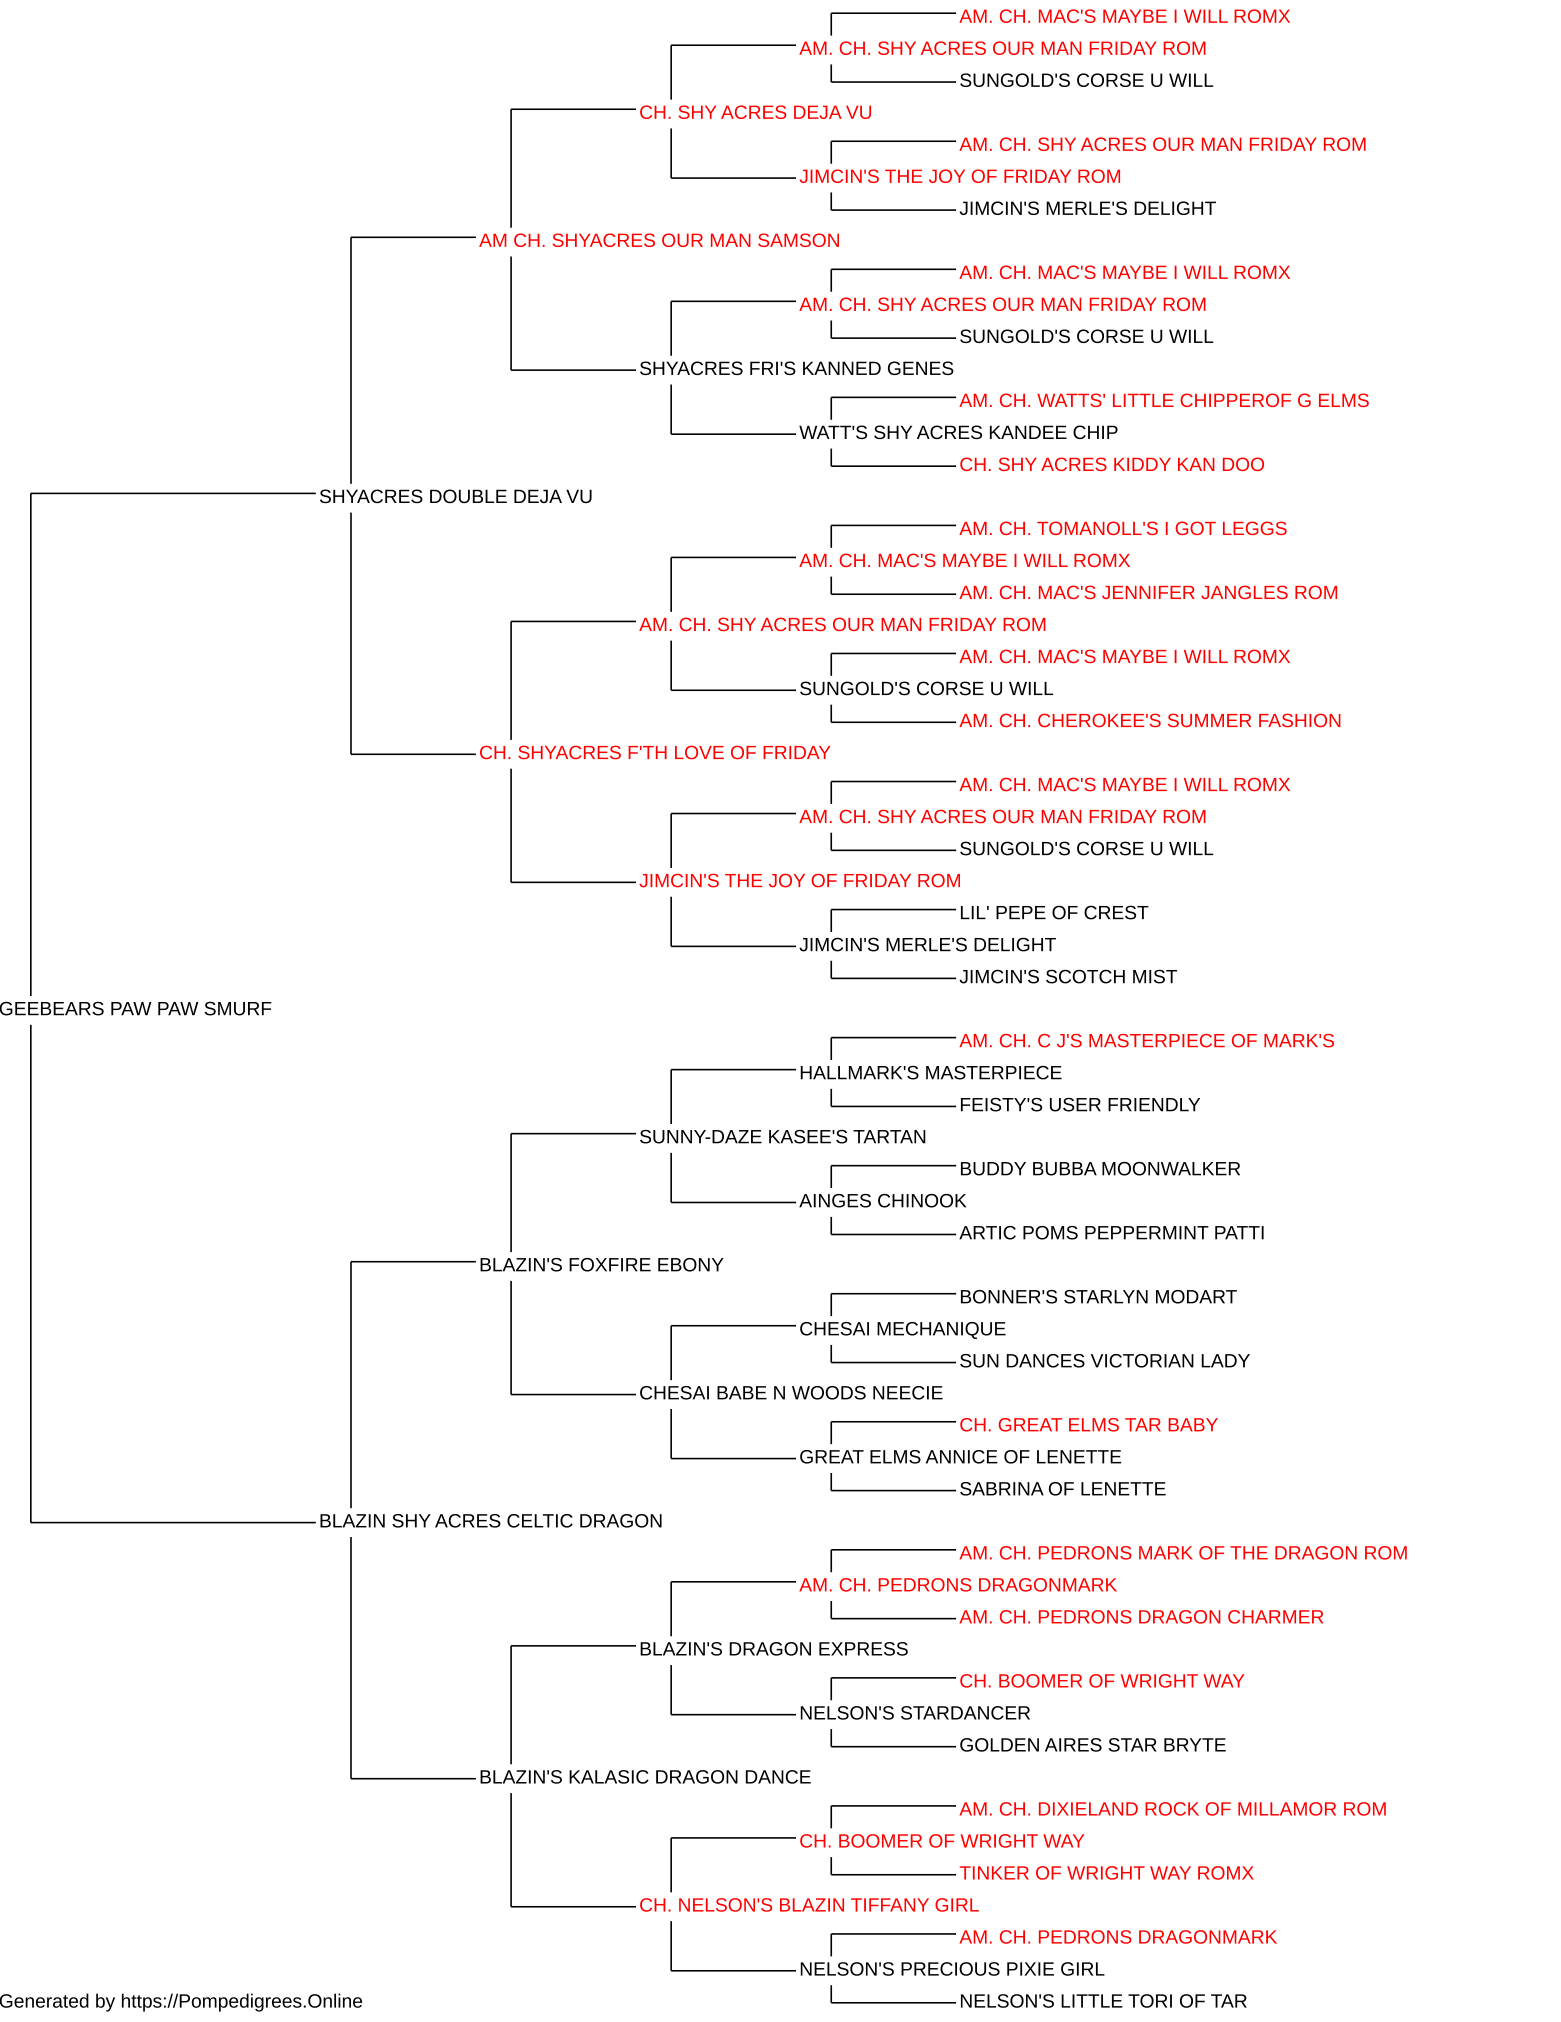 AM. CH. MAC'S MAYBE I WILL ROMX
AM. CH. SHY ACRES OUR MAN FRIDAY ROM
SUNGOLD'S CORSE U WILL
CH. SHY ACRES DEJA VU
AM. CH. SHY ACRES OUR MAN FRIDAY ROM
JIMCIN'S THE JOY OF FRIDAY ROM
JIMCIN'S MERLE'S DELIGHT
AM CH. SHYACRES OUR MAN SAMSON
AM. CH. MAC'S MAYBE I WILL ROMX
AM. CH. SHY ACRES OUR MAN FRIDAY ROM
SUNGOLD'S CORSE U WILL
SHYACRES FRI'S KANNED GENES
AM. CH. WATTS' LITTLE CHIPPEROF G ELMS
WATT'S SHY ACRES KANDEE CHIP
CH. SHY ACRES KIDDY KAN DOO
SHYACRES DOUBLE DEJA VU
AM. CH. TOMANOLL'S I GOT LEGGS
AM. CH. MAC'S MAYBE I WILL ROMX
AM. CH. MAC'S JENNIFER JANGLES ROM
AM. CH. SHY ACRES OUR MAN FRIDAY ROM
AM. CH. MAC'S MAYBE I WILL ROMX
SUNGOLD'S CORSE U WILL
AM. CH. CHEROKEE'S SUMMER FASHION
CH. SHYACRES F'TH LOVE OF FRIDAY
AM. CH. MAC'S MAYBE I WILL ROMX
AM. CH. SHY ACRES OUR MAN FRIDAY ROM
SUNGOLD'S CORSE U WILL
JIMCIN'S THE JOY OF FRIDAY ROM
LIL' PEPE OF CREST
JIMCIN'S MERLE'S DELIGHT
JIMCIN'S SCOTCH MIST
GEEBEARS PAW PAW SMURF
AM. CH. C J'S MASTERPIECE OF MARK'S
HALLMARK'S MASTERPIECE
FEISTY'S USER FRIENDLY
SUNNY-DAZE KASEE'S TARTAN
BUDDY BUBBA MOONWALKER
AINGES CHINOOK
ARTIC POMS PEPPERMINT PATTI
BLAZIN'S FOXFIRE EBONY
BONNER'S STARLYN MODART
CHESAI MECHANIQUE
SUN DANCES VICTORIAN LADY
CHESAI BABE N WOODS NEECIE
CH. GREAT ELMS TAR BABY
GREAT ELMS ANNICE OF LENETTE
SABRINA OF LENETTE
BLAZIN SHY ACRES CELTIC DRAGON
AM. CH. PEDRONS MARK OF THE DRAGON ROM
AM. CH. PEDRONS DRAGONMARK
AM. CH. PEDRONS DRAGON CHARMER
BLAZIN'S DRAGON EXPRESS
CH. BOOMER OF WRIGHT WAY
NELSON'S STARDANCER
GOLDEN AIRES STAR BRYTE
BLAZIN'S KALASIC DRAGON DANCE
AM. CH. DIXIELAND ROCK OF MILLAMOR ROM
CH. BOOMER OF WRIGHT WAY
TINKER OF WRIGHT WAY ROMX
CH. NELSON'S BLAZIN TIFFANY GIRL
AM. CH. PEDRONS DRAGONMARK
NELSON'S PRECIOUS PIXIE GIRL
NELSON'S LITTLE TORI OF TAR
Generated by https://Pompedigrees.Online